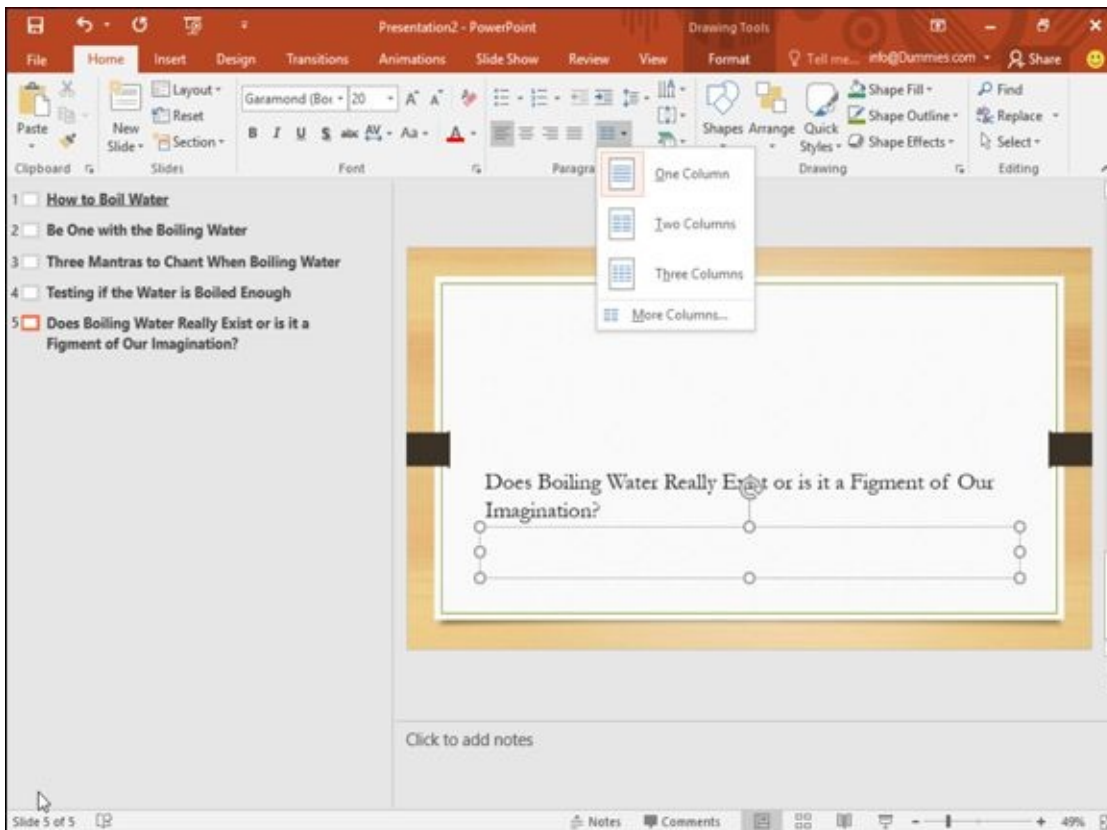 Presentation2 - PowerPoint
Drawing Tools
File Home Insert Design Transitions Animations Slide Show Review View Format Tell me... info@Dummies.com Share
Paste
New Slide
Layout
Reset
Section
Garamond (Boc 20
A A
B I U S abc AV Aa A
Shapes Arrange Quick Styles
Shape Fill
Shape Outline
Shape Effects
Find
Replace
Select
Clipboard Slides Font Paragra Drawing Editing
One Column
Two Columns
Three Columns
More Columns...
1 How to Boil Water
2 Be One with the Boiling Water
3 Three Mantras to Chant When Boiling Water
4 Testing if the Water is Boiled Enough
5 Does Boiling Water Really Exist or is it a
Figment of Our Imagination?
Does Boiling Water Really Exist or is it a Figment of Our
Imagination?
Click to add notes
Slide 5 of 5 Notes Comments 49%